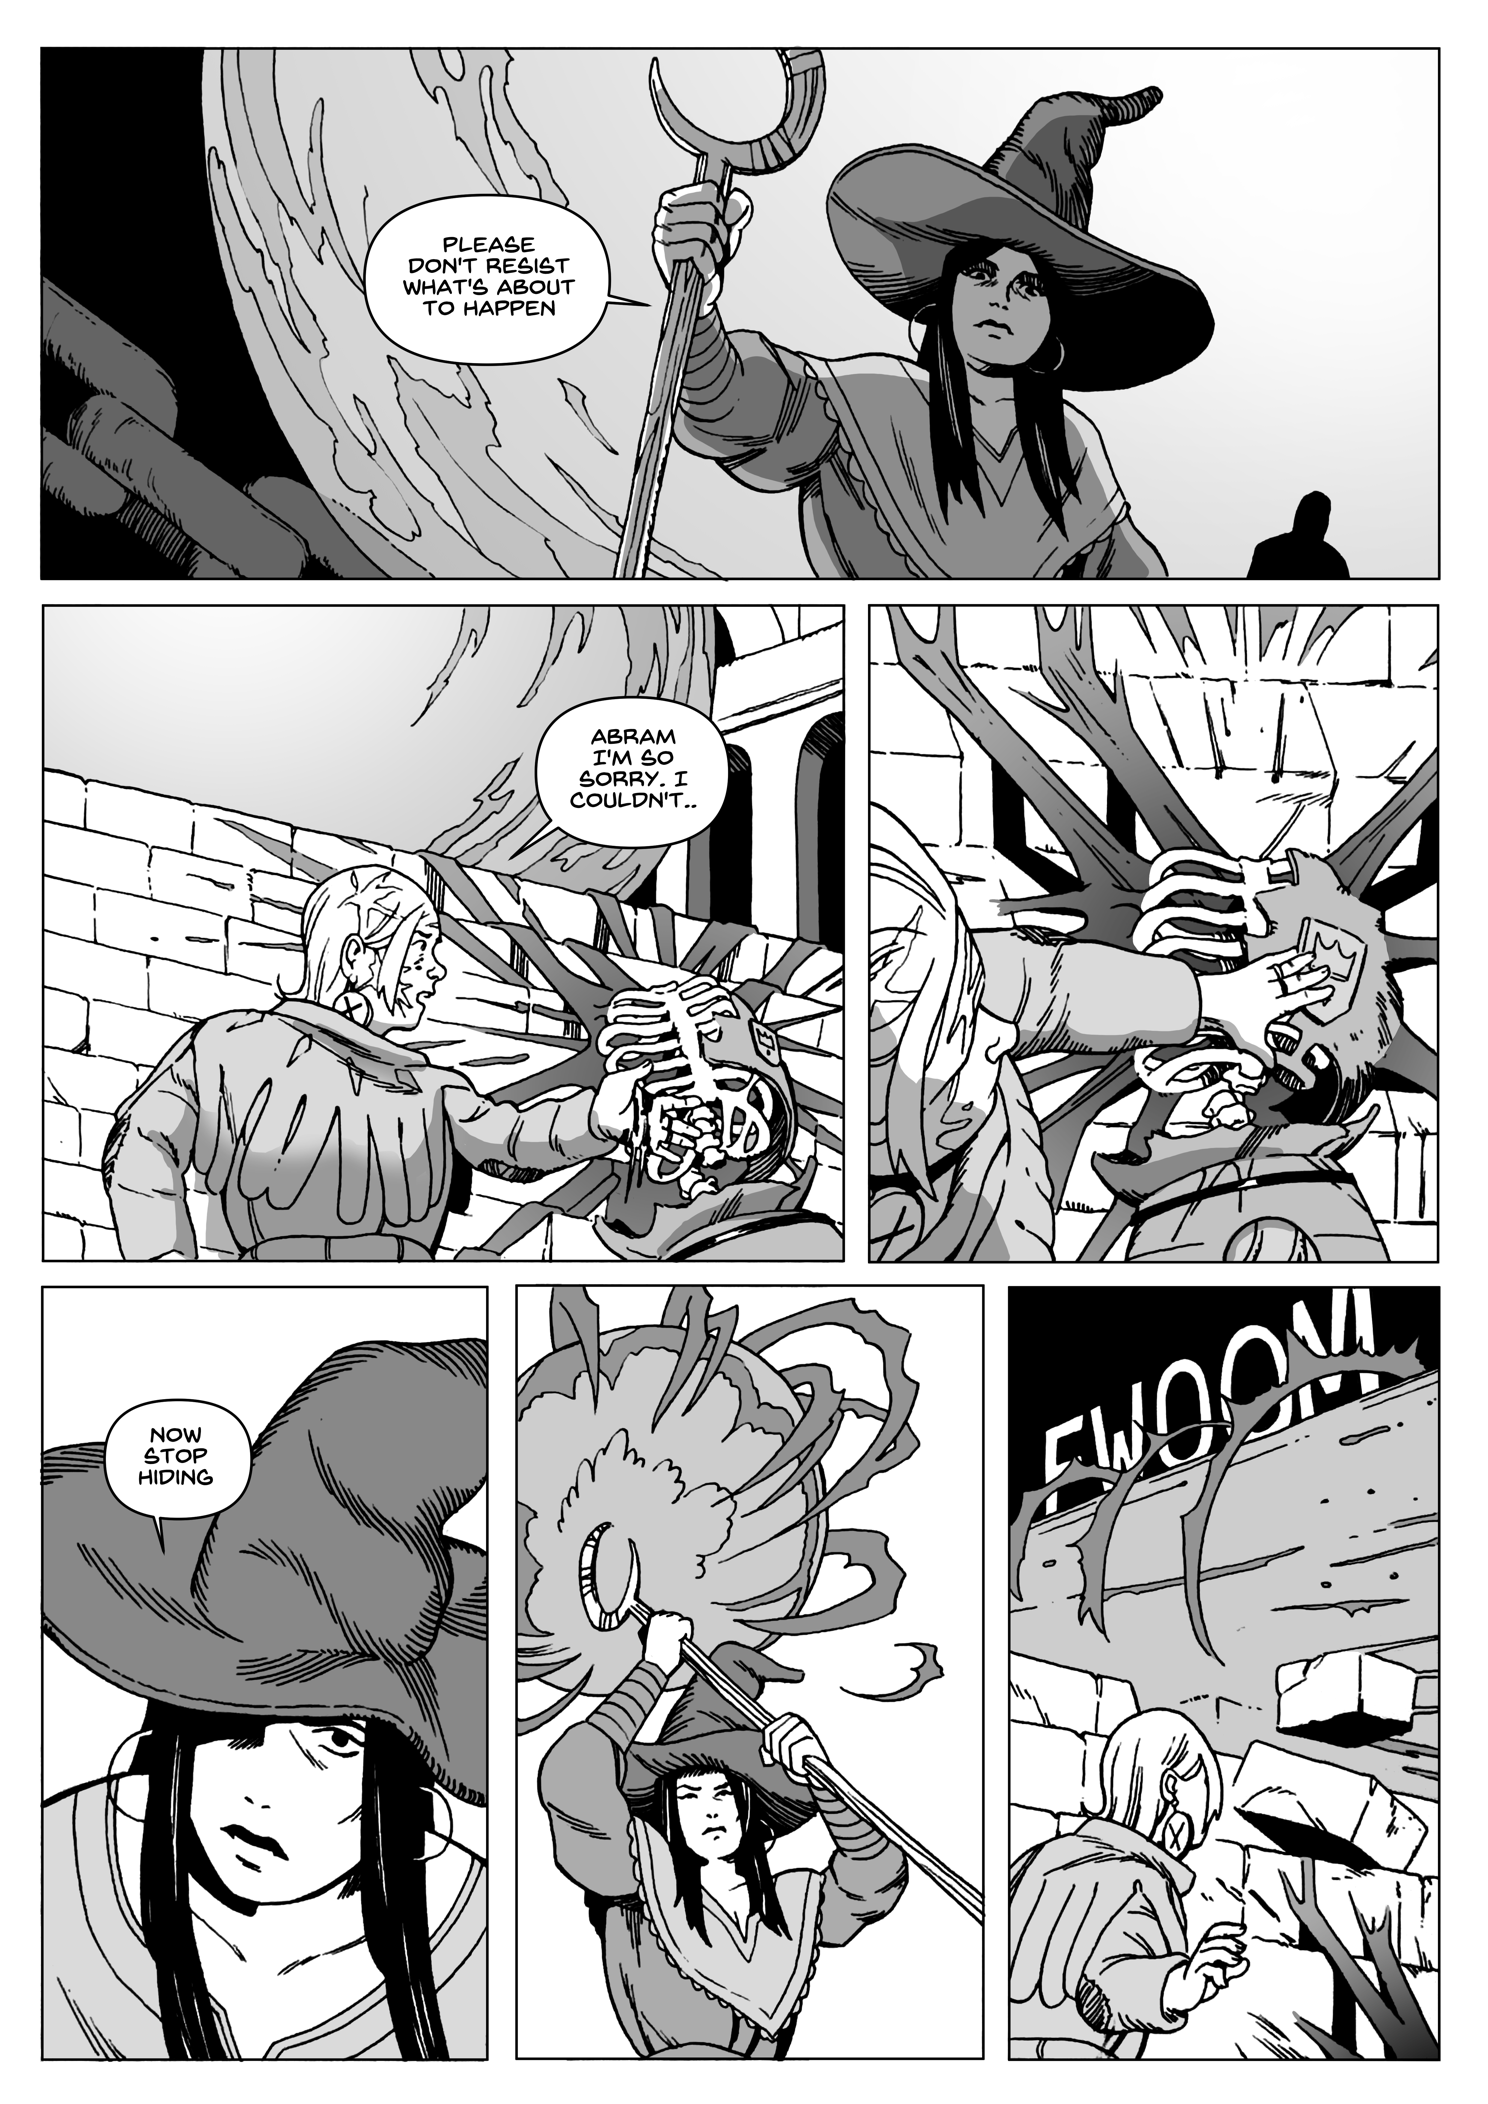 PLEASE
DON'T RESIST
WHAT'S ABOUT
TO HAPPEN
ABRAM
I'M SO
SORRY. I
COULDN'T..
NOW
STOP
HIDING
FWOOM